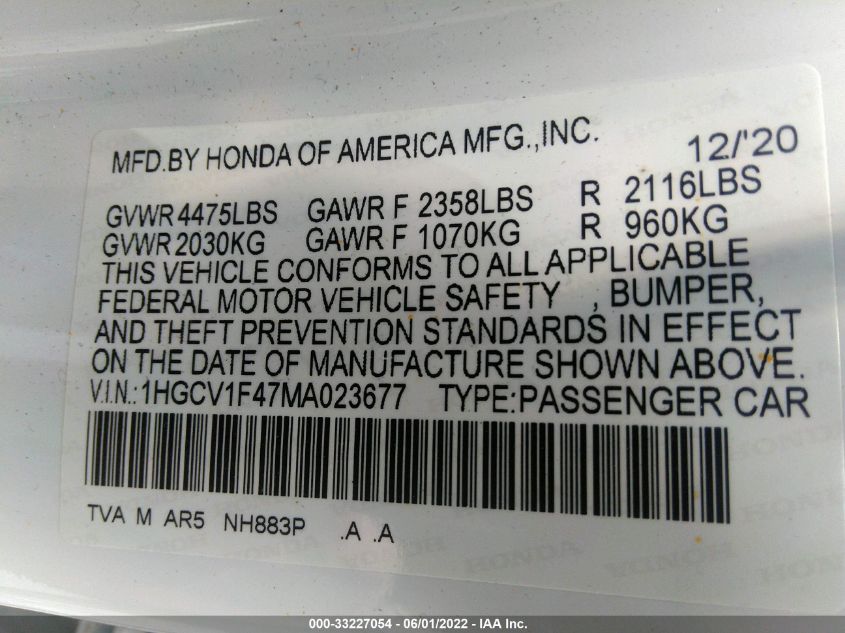 MFD.BY HONDA OF AMERICA MFG.,INC. 12/'20
GVWR 4475LBS GAWR F 2358LBS R 2116LBS
GVWR 2030KG GAWR F 1070KG R 960KG
THIS VEHICLE CONFORMS TO ALL APPLICABLE
FEDERAL MOTOR VEHICLE SAFETY , BUMPER,
AND THEFT PREVENTION STANDARDS IN EFFECT
ON THE DATE OF MANUFACTURE SHOWN ABOVE.
V.I.N.:1HGCV1F47MA023677 TYPE:PASSENGER CAR
TVA M AR5 NH883P .A .A
HONDA HONDA HONDA
000-33227054 - 06/01/2022 - IAA Inc.